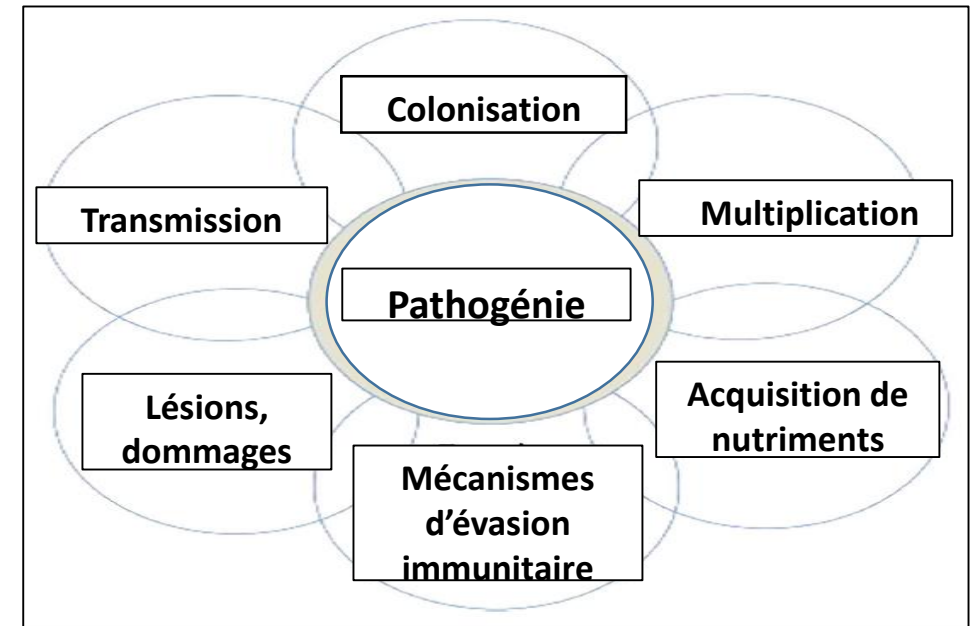 Colonisation
Transmission
Multiplication
Pathogénie
Lésions,
dommages
Acquisition de
nutriments
Mécanismes
d'évasion
immunitaire